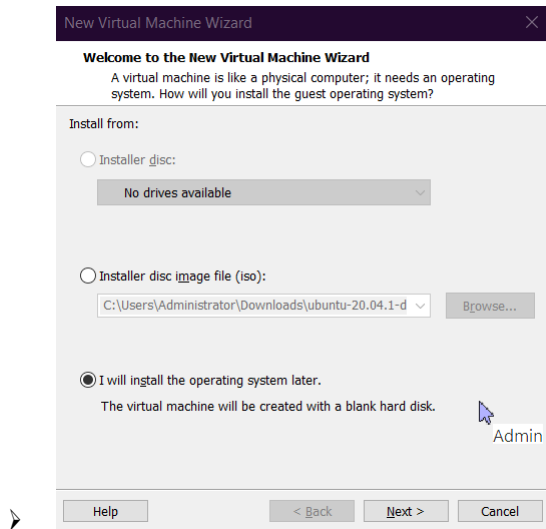 New Virtual Machine Wizard
Welcome to the New Virtual Machine Wizard
A virtual machine is like a physical computer; it needs an operating
system. How will you install the guest operating system?
Install from:
Installer disc:
No drives available
Installer disc image file (iso):
C:\Users\Administrator\Downloads\ubuntu-20.04.1-d
Browse...
I will install the operating system later.
The virtual machine will be created with a blank hard disk.
Admin
Help < Back Next > Cancel